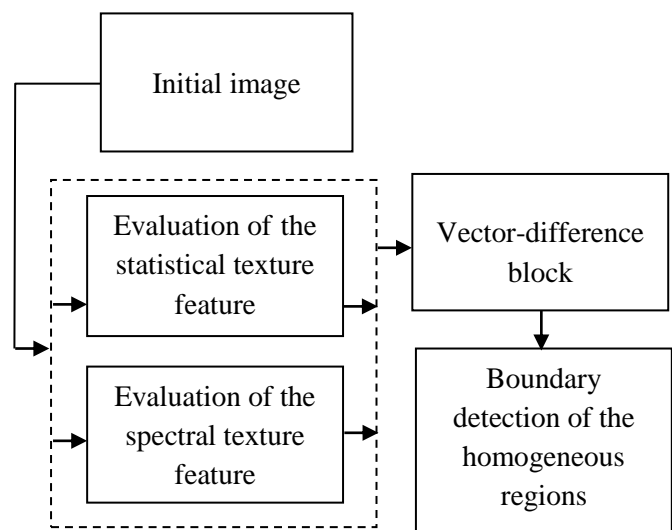 Initial image
Evaluation of the
statistical texture
feature
Evaluation of the
spectral texture
feature
Vector-difference
block
Boundary
detection of the
homogeneous
regions